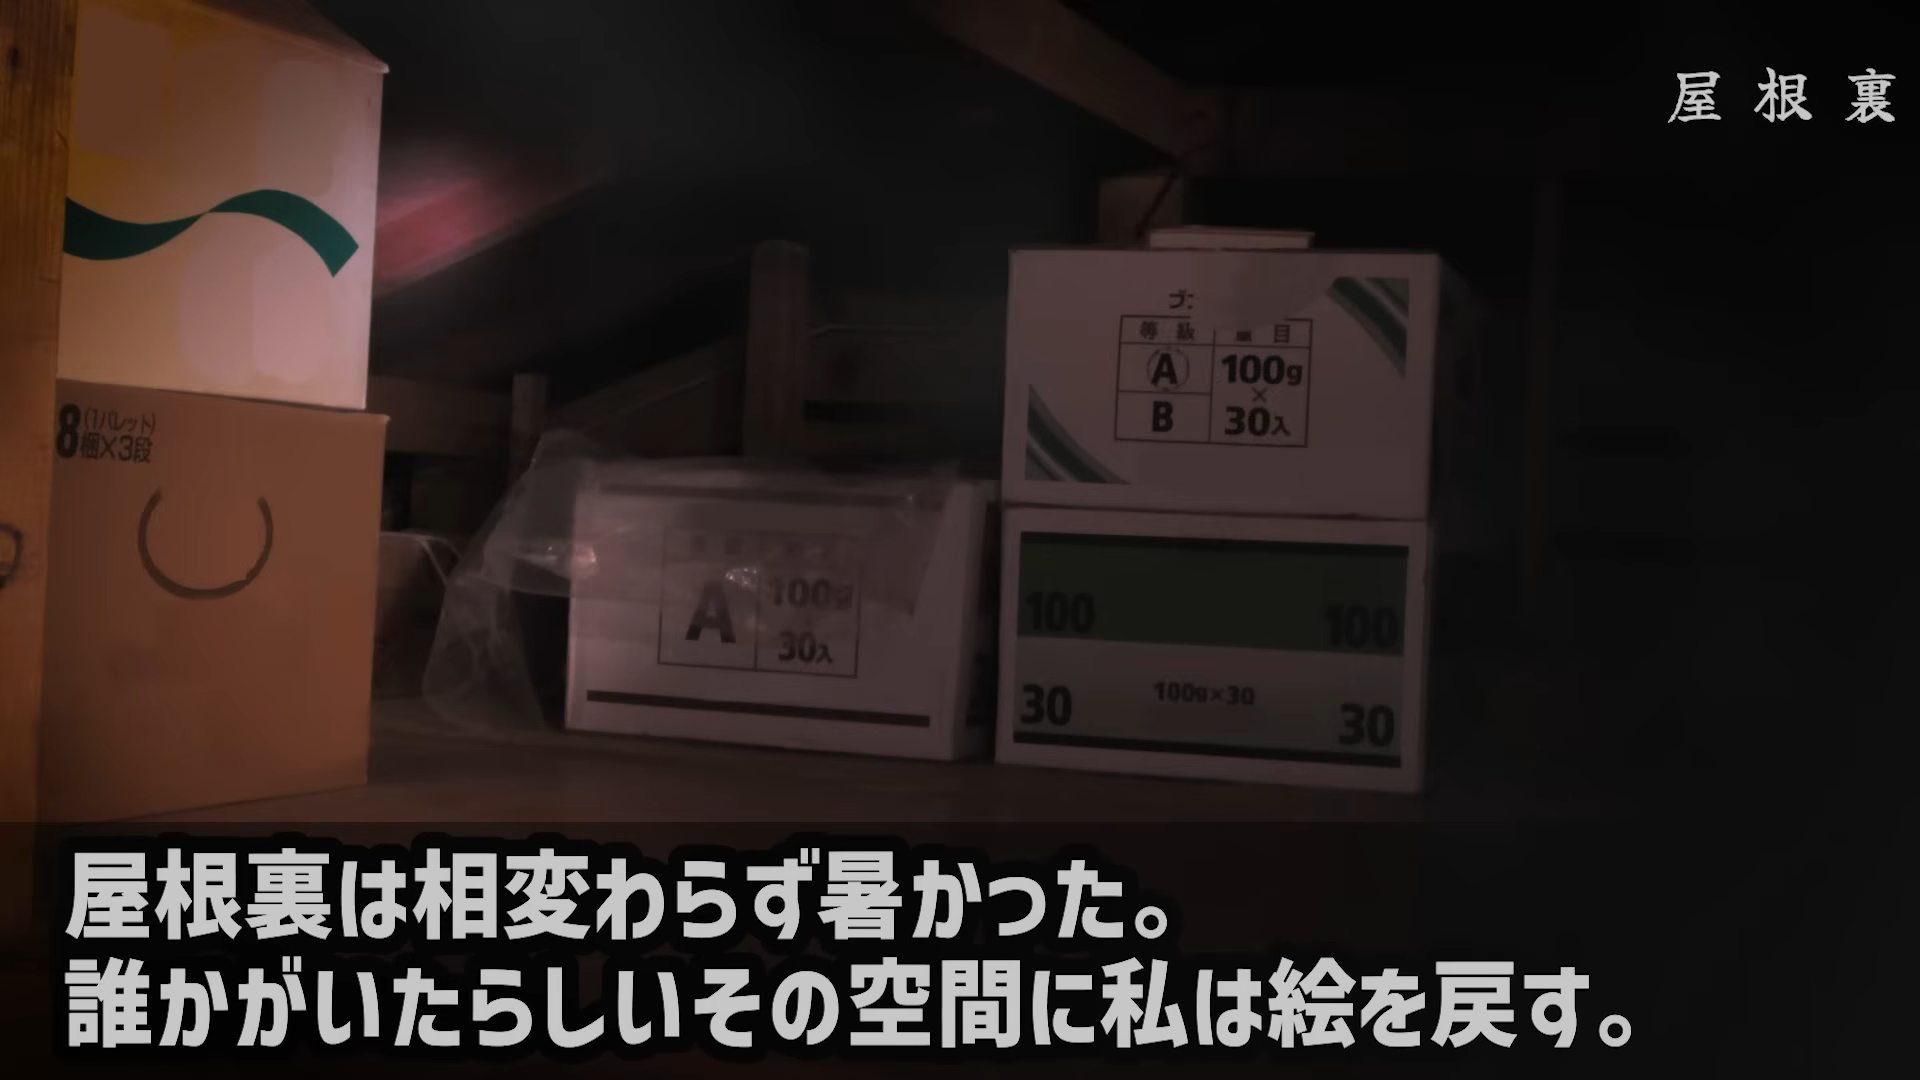 屋根裏
8(1パレット)
梱×3段
等級 量目
A 100g
×
B 30入
A 100g
30入
100 100
30 100g×30 30
屋根裏は相変わらず暑かった。
誰かがいたらしいその空間に私は絵を戻す。